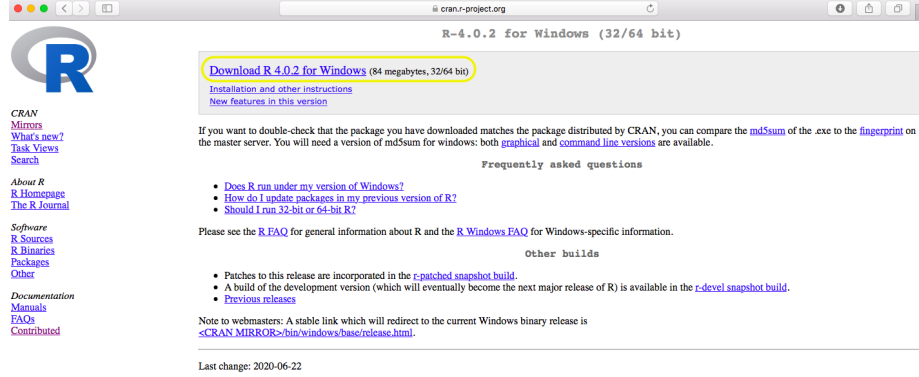 cran.r-project.org
R
CRAN
Mirrors
What's new?
Task Views
Search
About R
R Homepage
The R Journal
Software
R Sources
R Binaries
Packages
Other
Documentation
Manuals
FAQs
Contributed
R-4.0.2 for Windows (32/64 bit)
Download R 4.0.2 for Windows (84 megabytes, 32/64 bit)
Installation and other instructions
New features in this version
If you want to double-check that the package you have downloaded matches the package distributed by CRAN, you can compare the md5sum of the .exe to the fingerprint on
the master server. You will need a version of md5sum for windows: both graphical and command line versions are available.
Frequently asked questions
• Does R run under my version of Windows?
• How do I update packages in my previous version of R?
• Should I run 32-bit or 64-bit R?
Please see the R FAQ for general information about R and the R Windows FAQ for Windows-specific information.
Other builds
• Patches to this release are incorporated in the r-patched snapshot build.
• A build of the development version (which will eventually become the next major release of R) is available in the r-devel snapshot build.
• Previous releases
Note to webmasters: A stable link which will redirect to the current Windows binary release is
<CRAN MIRROR>/bin/windows/base/release.html.
Last change: 2020-06-22